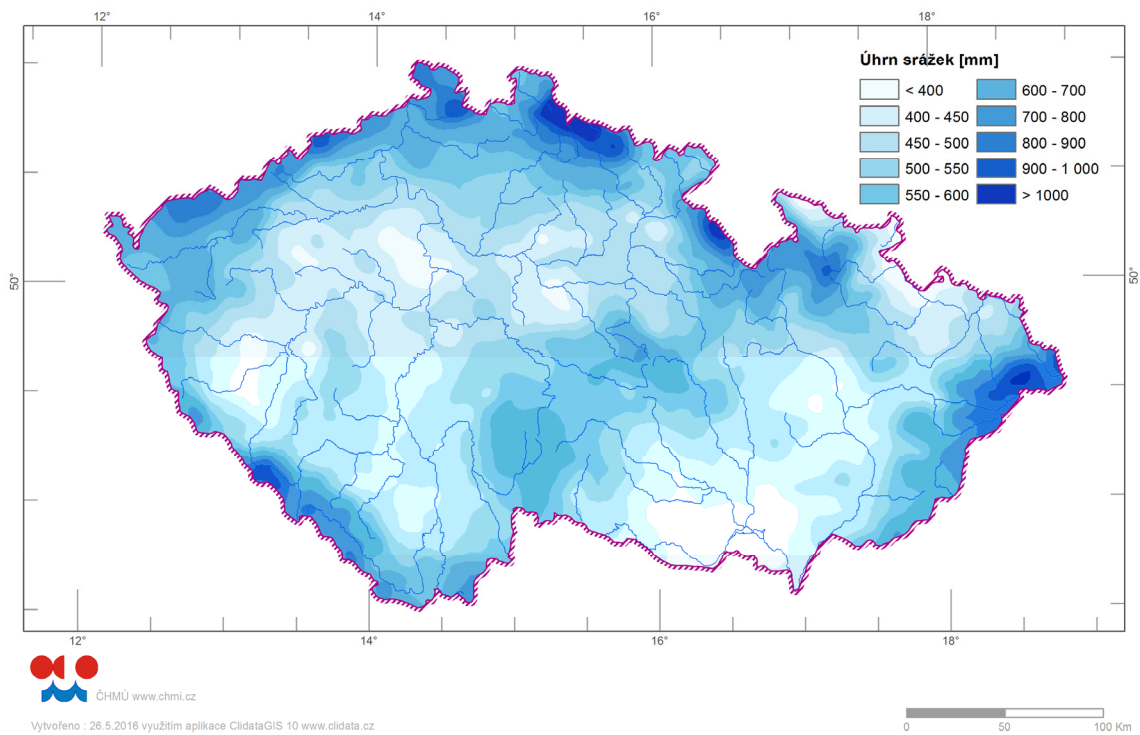 12° 14° 16° 18°
Úhrn srážek [mm]
< 400 600 - 700
400 - 450 700 - 800
450 - 500 800 - 900
500 - 550 900 - 1 000
550 - 600 > 1000
50° 50°
12° 14° 16° 18°
ČHMÚ www.chmi.cz
Vytvořeno : 26.5.2016 využitím aplikace ClidataGIS 10 www.clidata.cz
0 50 100 Km